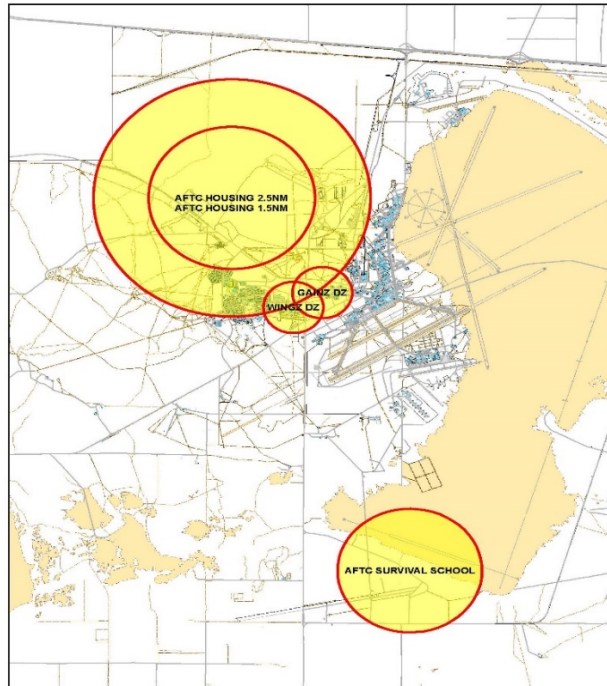 AFTC HOUSING 2.5NM
AFTC HOUSING 1.5NM
GAINZ DZ
WINGZ DZ
AFTC SURVIVAL SCHOOL